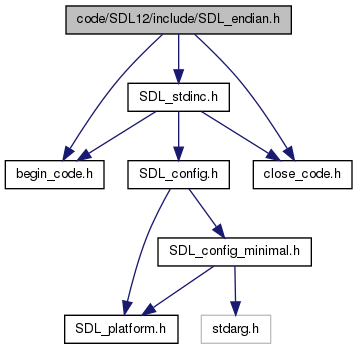 code/SDL12/include/SDL_endian.h
SDL_stdinc.h
begin_code.h
SDL_config.h
close_code.h
SDL_config_minimal.h
SDL_platform.h
stdarg.h